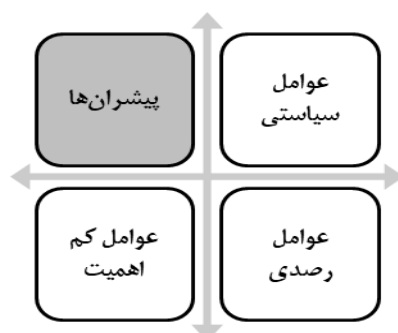 عوامل
سیاستی
پیشران‌ها
عوامل
رصدی
عوامل کم
اهمیت